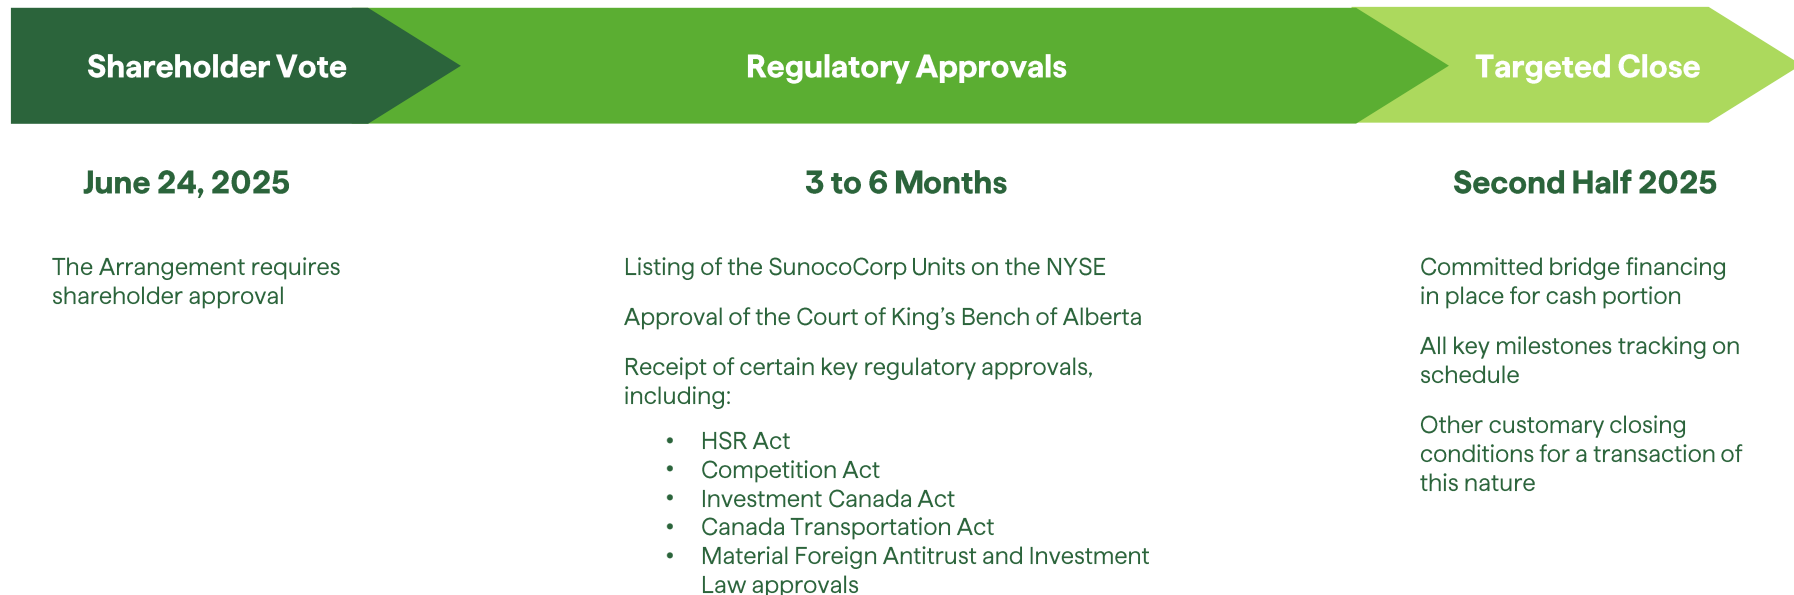 Shareholder Vote
Regulatory Approvals
Targeted Close
June 24, 2025
3 to 6 Months
Second Half 2025
The Arrangement requires
shareholder approval
Listing of the SunocoCorp Units on the NYSE
Approval of the Court of King’s Bench of Alberta
Receipt of certain key regulatory approvals,
including:
• HSR Act
• Competition Act
• Investment Canada Act
• Canada Transportation Act
• Material Foreign Antitrust and Investment
Law approvals
Committed bridge financing
in place for cash portion
All key milestones tracking on
schedule
Other customary closing
conditions for a transaction of
this nature